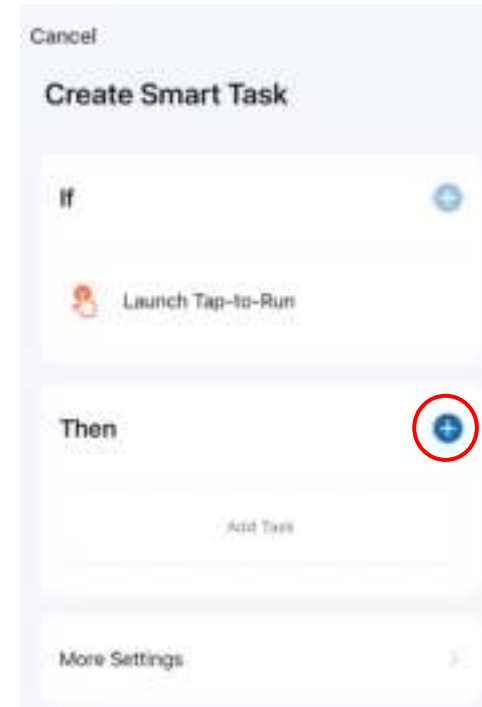 Cancel
Create Smart Task
If
Launch Tap-to-Run
Then
Add Task
More Settings